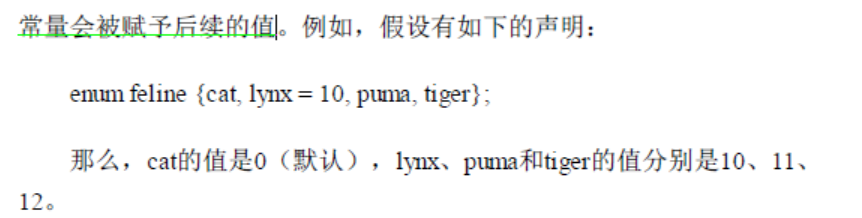 常量会被赋予后续的值。例如，假设有如下的声明：
enum feline {cat, lynx = 10, puma, tiger};
那么，cat的值是0（默认），lynx、puma和tiger的值分别是10、11、
12。